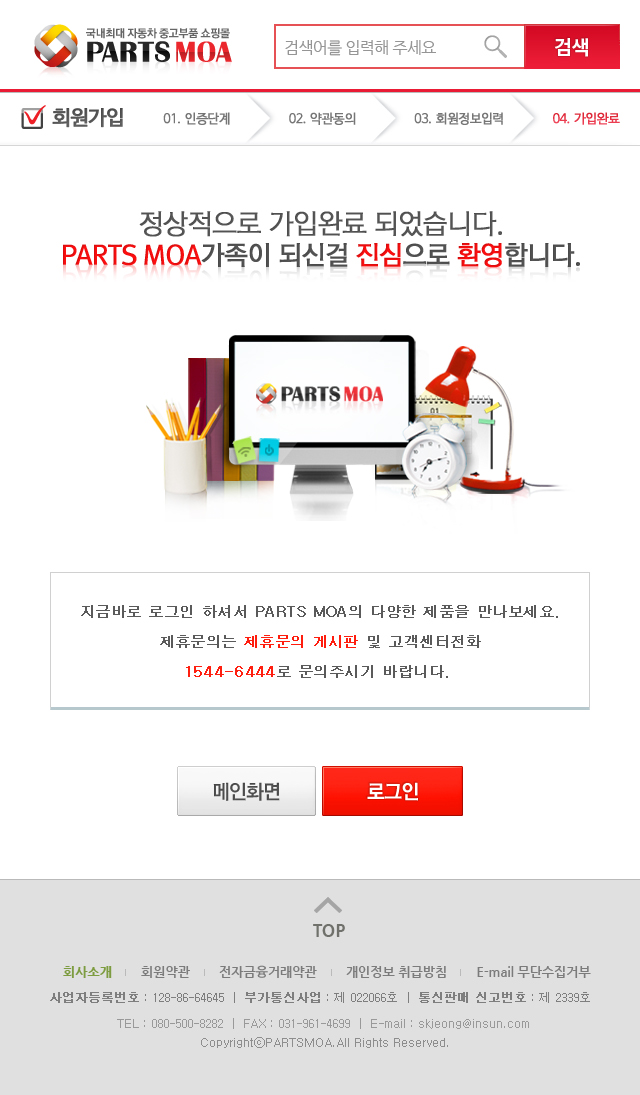 국내최대 자동차 중고부품 쇼핑몰
PARTS MOA
검색어를 입력해 주세요
검색
회원가입
01. 인증단계
02. 약관동의
03. 회원정보입력
04. 가입완료
정상적으로 가입완료 되었습니다.
PARTS MOA가족이 되신걸 진심으로 환영합니다.
PARTS MOA
01
지금바로 로그인 하셔서 PARTS MOA의 다양한 제품을 만나보세요.
제휴문의는 제휴문의 게시판 및 고객센터전화
1544-6444로 문의주시기 바랍니다.
메인화면
로그인
TOP
회사소개 | 회원약관 | 전자금융거래약관 | 개인정보 취급방침 | E-mail 무단수집거부
사업자등록번호 : 128-86-64645 | 부가통신사업 : 제 022066호 | 통신판매 신고번호 : 제 2339호
TEL : 080-500-8282 | FAX : 031-961-4699 | E-mail : skjeong@insun.com
CopyrightⓒPARTSMOA.All Rights Reserved.